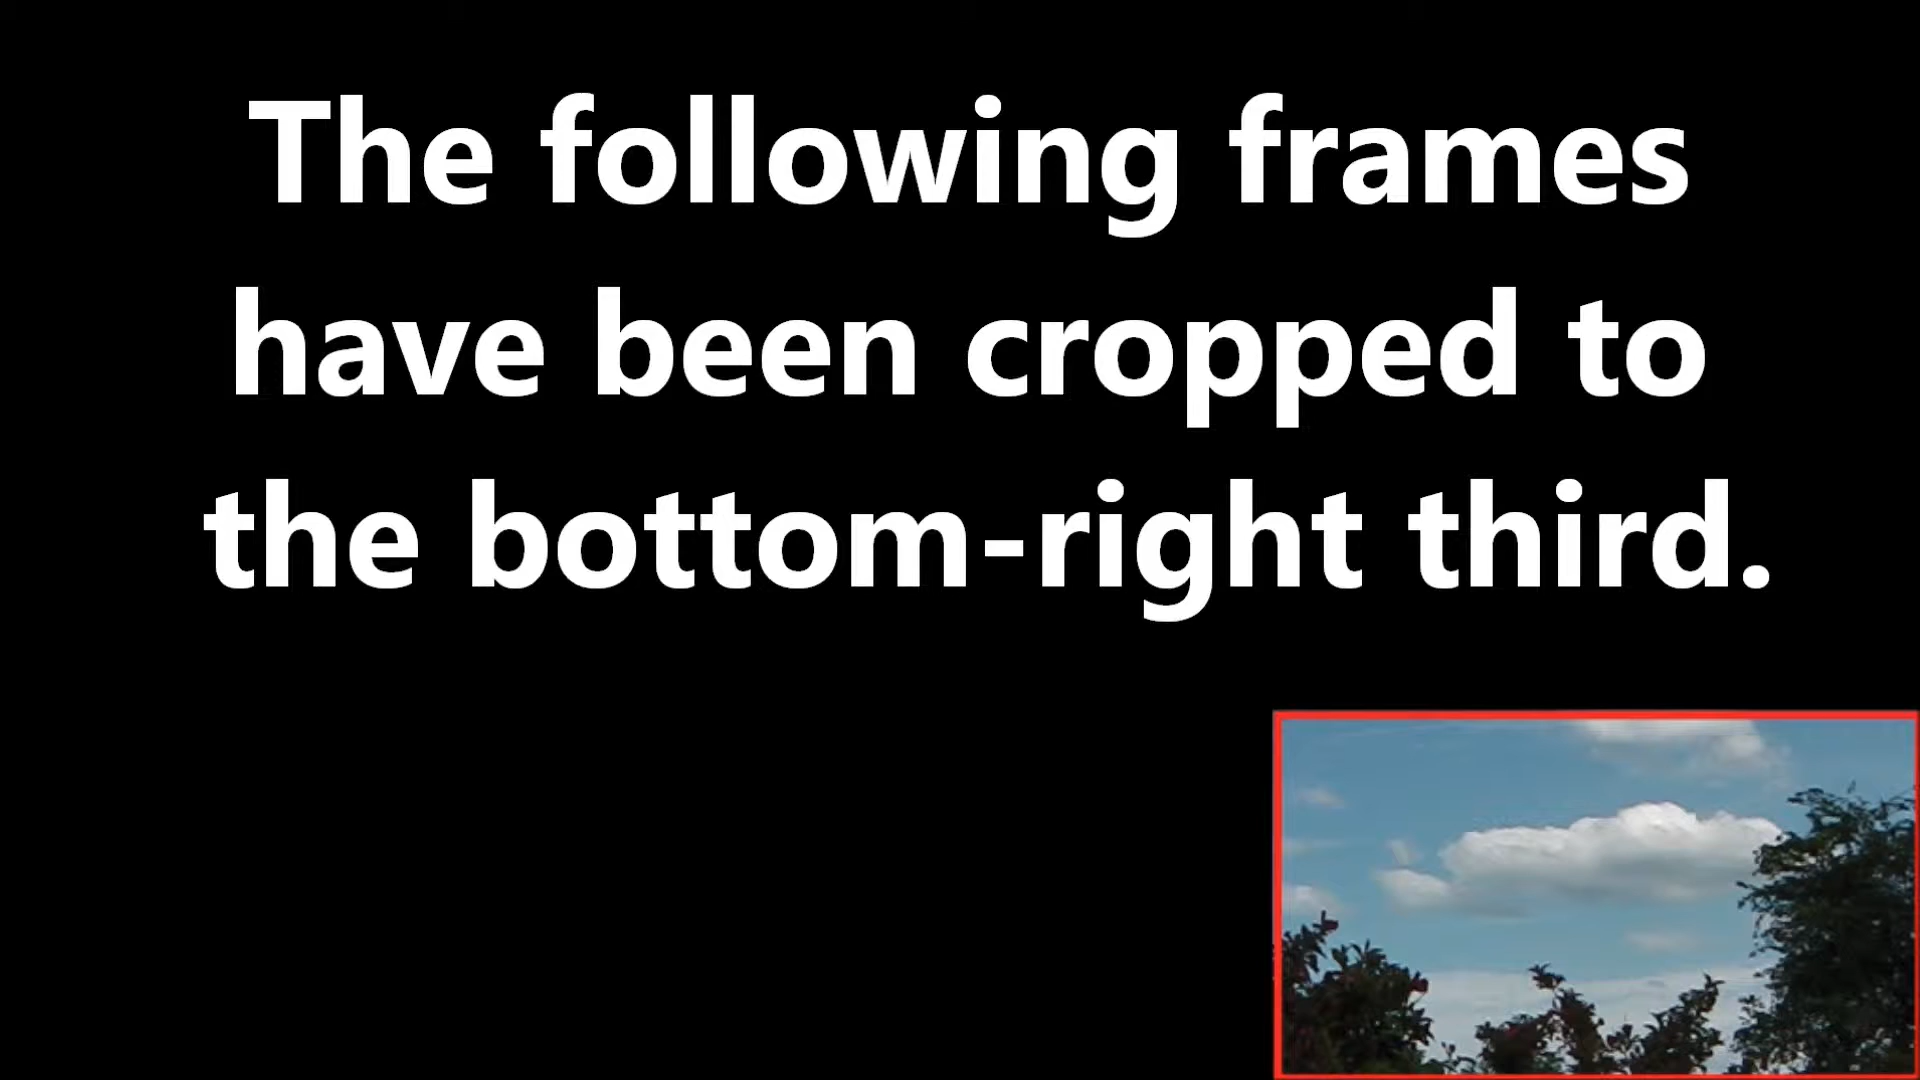 The following frames
have been cropped to
the bottom-right third.